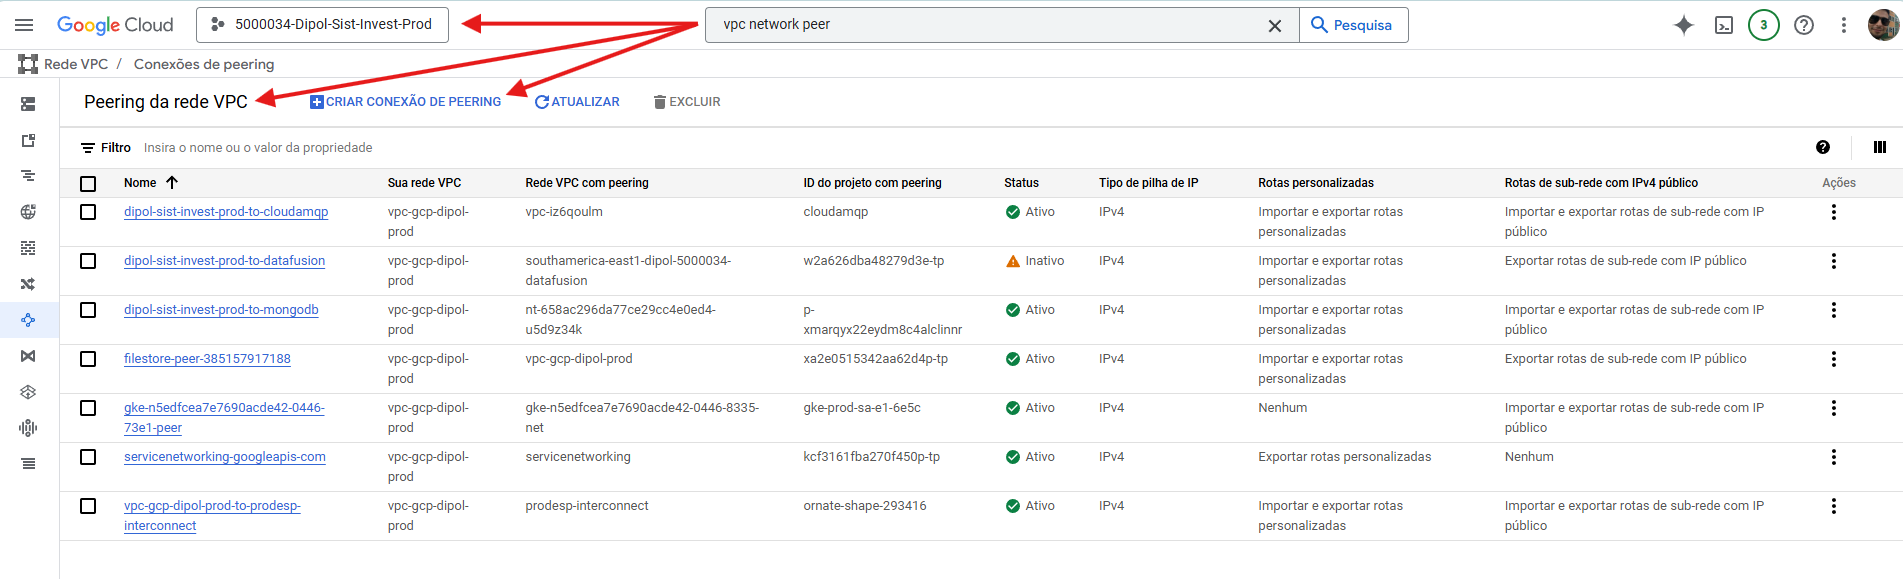 Google Cloud
5000034-Dipol-Sist-Invest-Prod
vpc network peer
Pesquisa
3
Rede VPC / Conexões de peering
Peering da rede VPC
CRIAR CONEXÃO DE PEERING
ATUALIZAR
EXCLUIR
Filtro Insira o nome ou o valor da propriedade
Nome
Sua rede VPC
Rede VPC com peering
ID do projeto com peering
Status
Tipo de pilha de IP
Rotas personalizadas
Rotas de sub-rede com IPv4 público
Ações
dipol-sist-invest-prod-to-cloudamqp
vpc-gcp-dipol-
prod
vpc-iz6qoulm
cloudamqp
Ativo
IPv4
Importar e exportar rotas
personalizadas
Importar e exportar rotas de sub-rede com IP
público
dipol-sist-invest-prod-to-datafusion
vpc-gcp-dipol-
prod
southamerica-east1-dipol-5000034-
datafusion
w2a626dba48279d3e-tp
Inativo
IPv4
Importar e exportar rotas
personalizadas
Exportar rotas de sub-rede com IP público
dipol-sist-invest-prod-to-mongodb
vpc-gcp-dipol-
prod
nt-658ac296da77ce29cc4e0ed4-
u5d9z34k
p-
xmarqyx22eydm8c4alclinnr
Ativo
IPv4
Importar e exportar rotas
personalizadas
Importar e exportar rotas de sub-rede com IP
público
filestore-peer-385157917188
vpc-gcp-dipol-
prod
vpc-gcp-dipol-prod
xa2e0515342aa62d4p-tp
Ativo
IPv4
Importar e exportar rotas
personalizadas
Exportar rotas de sub-rede com IP público
gke-n5edfcea7e7690acde42-0446-
73e1-peer
vpc-gcp-dipol-
prod
gke-n5edfcea7e7690acde42-0446-8335-
net
gke-prod-sa-e1-6e5c
Ativo
IPv4
Nenhum
Importar e exportar rotas de sub-rede com IP
público
servicenetworking-googleapis-com
vpc-gcp-dipol-
prod
servicenetworking
kcf3161fba270f450p-tp
Ativo
IPv4
Exportar rotas personalizadas
Nenhum
vpc-gcp-dipol-prod-to-prodesp-
interconnect
vpc-gcp-dipol-
prod
prodesp-interconnect
ornate-shape-293416
Ativo
IPv4
Importar e exportar rotas
personalizadas
Importar e exportar rotas de sub-rede com IP
público